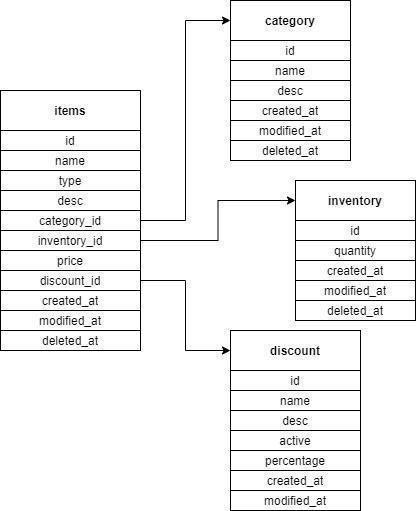 category
id
name
desc
created_at
modified_at
deleted_at
items
id
name
type
desc
category_id
inventory_id
price
discount_id
created_at
modified_at
deleted_at
inventory
id
quantity
created_at
modified_at
deleted_at
discount
id
name
desc
active
percentage
created_at
modified_at